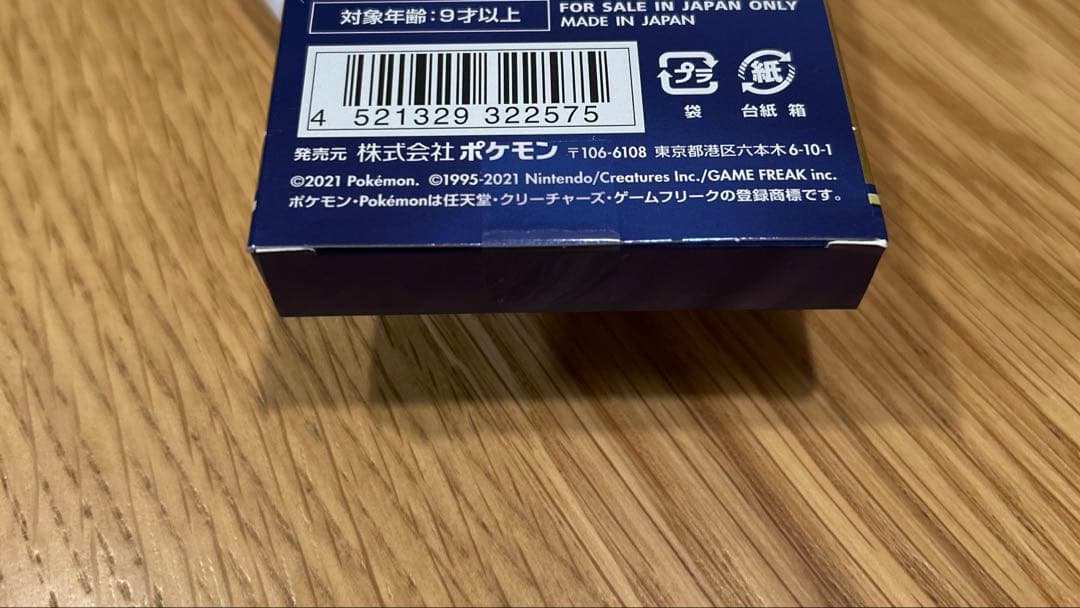 対象年齢:9才以上
FOR SALE IN JAPAN ONLY
MADE IN JAPAN
4 521329 322575
プラ
袋
紙
台紙 箱
発売元 株式会社ポケモン 〒106-6108 東京都港区六本木6-10-1
©2021 Pokémon. ©1995-2021 Nintendo/Creatures Inc./GAME FREAK inc.
ポケモン・Pokémonは任天堂・クリーチャーズ・ゲームフリークの登録商標です。